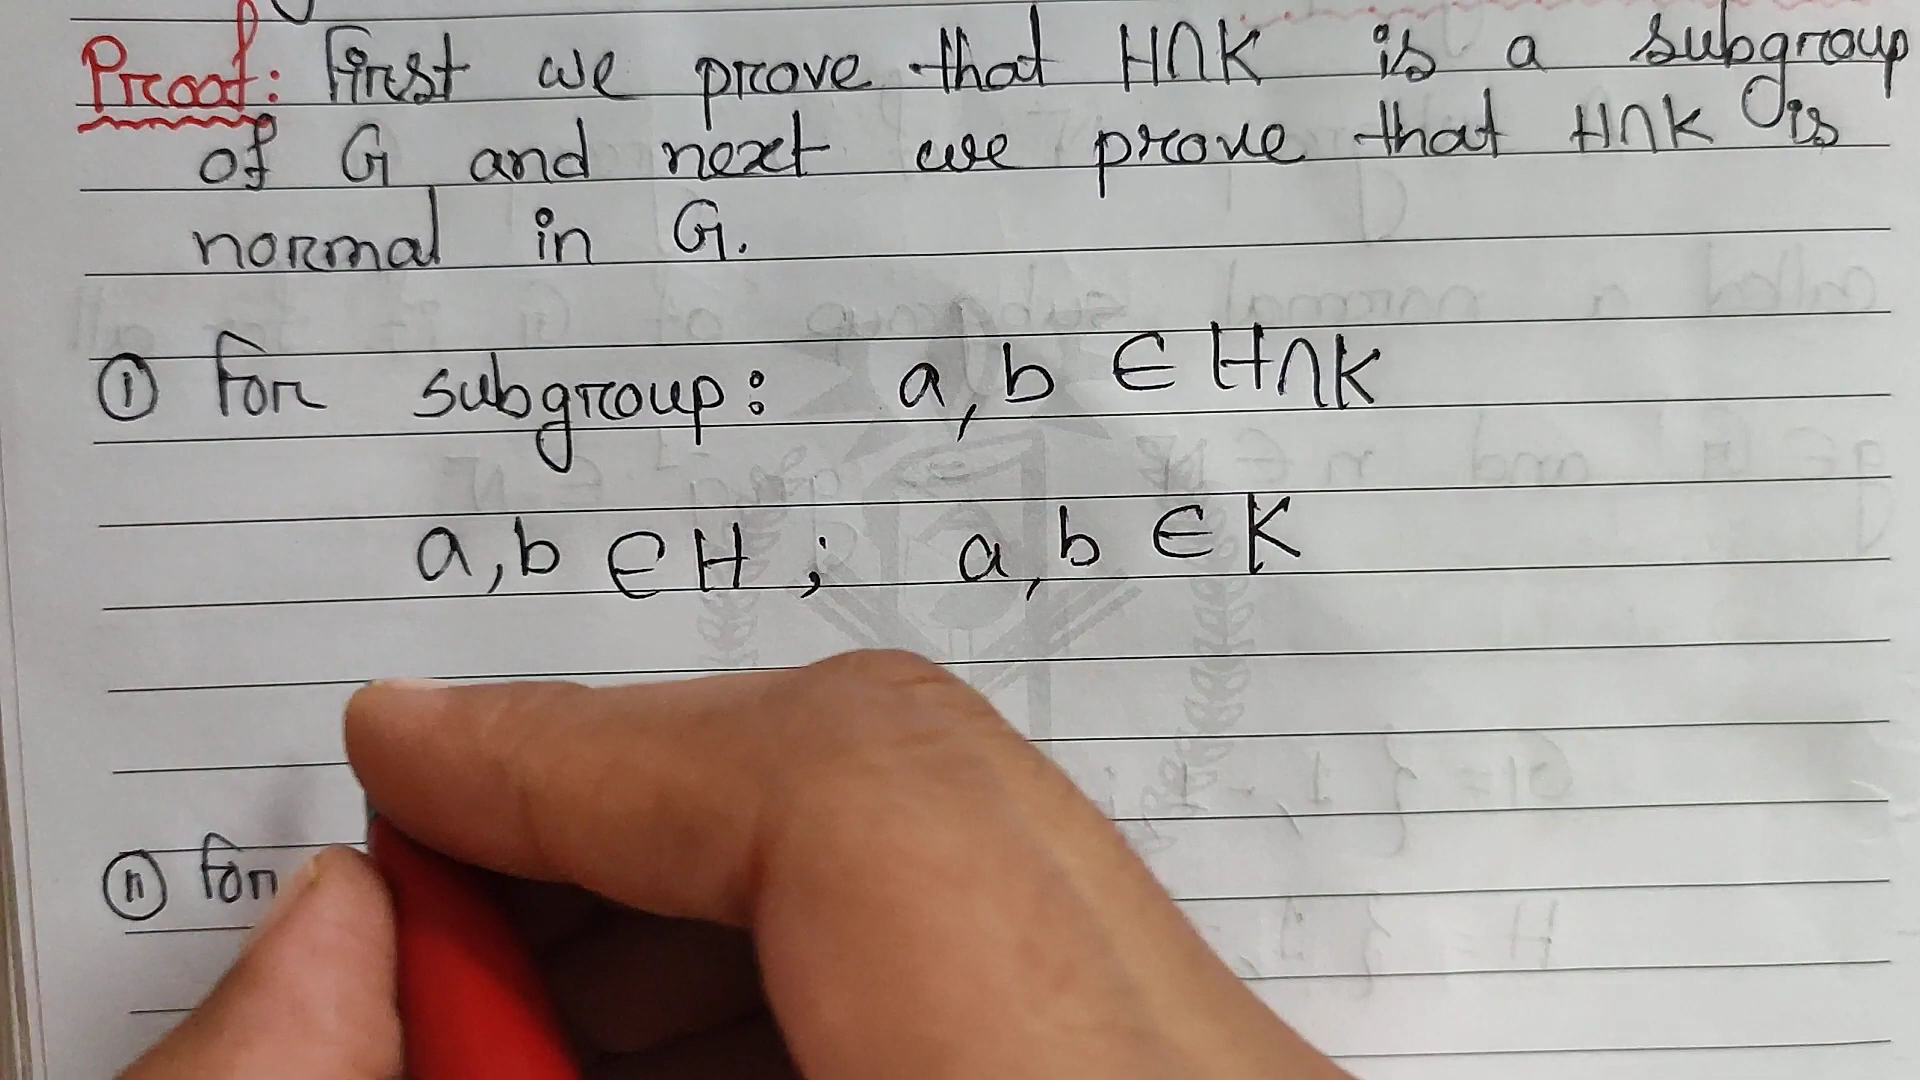 Proof: First we prove that H∩K is a subgroup
of G and next we prove that H∩K is
normal in G.
① For subgroup: a, b ∈ H∩K
a, b ∈ H ; a, b ∈ K
ⓘⓘ For